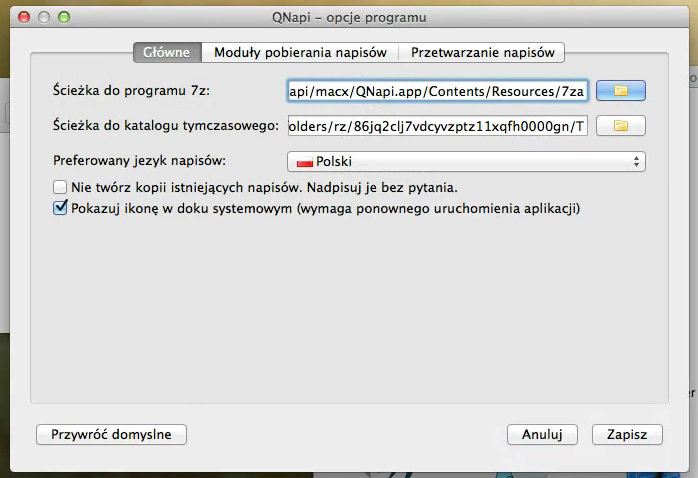 QNapi – opcje programu
Główne Moduły pobierania napisów Przetwarzanie napisów
Ścieżka do programu 7z: api/macx/QNapi.app/Contents/Resources/7za
Ścieżka do katalogu tymczasowego: olders/rz/86jq2clj7vdcyvzptz11xqfh0000gn/T
Preferowany jezyk napisów: Polski
Nie twórz kopii istniejących napisów. Nadpisuj je bez pytania.
Pokazuj ikonę w doku systemowym (wymaga ponownego uruchomienia aplikacji)
Przywróć domyslne Anuluj Zapisz